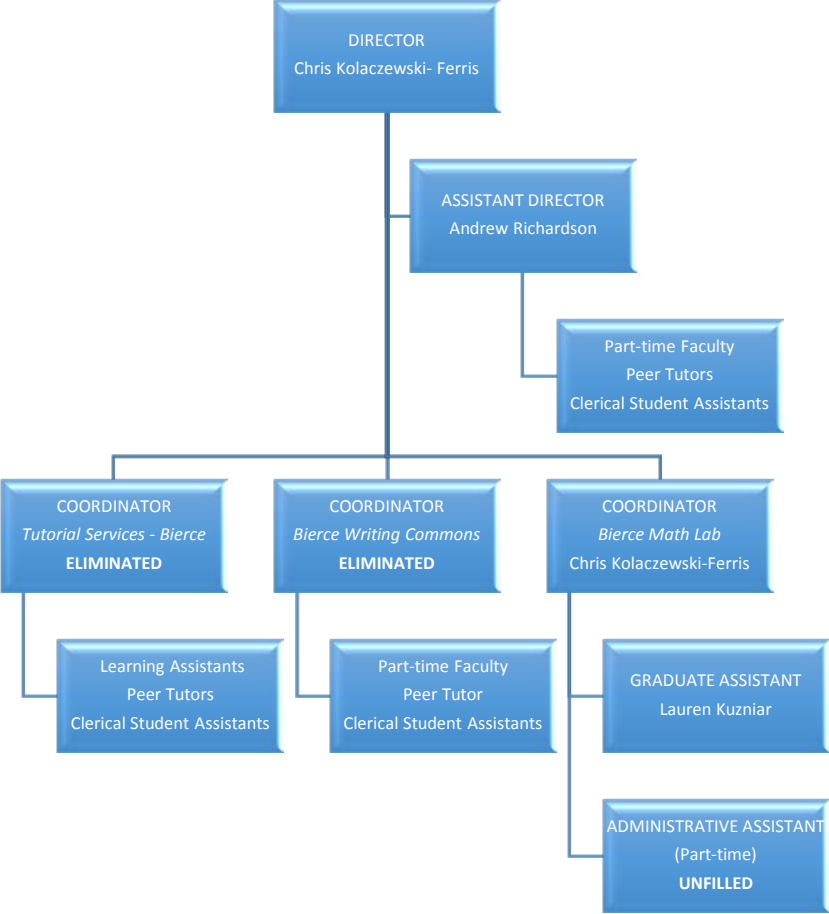 DIRECTOR
Chris Kolaczewski- Ferris
ASSISTANT DIRECTOR
Andrew Richardson
Part-time Faculty
Peer Tutors
Clerical Student Assistants
COORDINATOR
Tutorial Services - Bierce
ELIMINATED
COORDINATOR
Bierce Writing Commons
ELIMINATED
COORDINATOR
Bierce Math Lab
Chris Kolaczewski-Ferris
Learning Assistants
Peer Tutors
Clerical Student Assistants
Part-time Faculty
Peer Tutor
Clerical Student Assistants
GRADUATE ASSISTANT
Lauren Kuzniar
ADMINISTRATIVE ASSISTANT
(Part-time)
UNFILLED